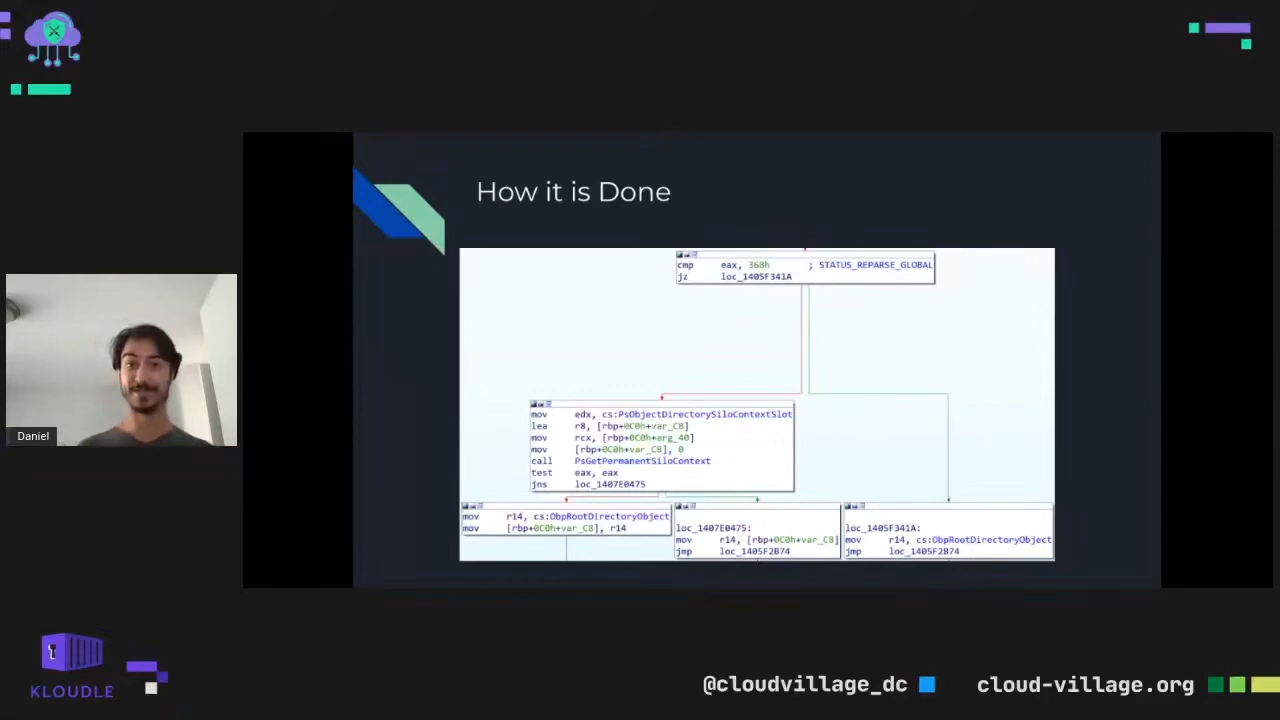 How it is Done
cmp eax, 368h ; STATUS_REPARSE_GLOBAL
jz loc_1405F341A
mov edx, cs:PsObjectDirectorySiloContextSlot
lea r8, [rbp+0C0h+var_C8]
mov rcx, [rbp+0C0h+arg_40]
mov [rbp+0C0h+var_C8], 0
call PsGetPermanentSiloContext
test eax, eax
jns loc_1407E0475
mov r14, cs:ObpRootDirectoryObject
mov [rbp+0C0h+var_C8], r14
loc_1407E0475:
mov r14, [rbp+0C0h+var_C8]
jmp loc_1405F2B74
loc_1405F341A:
mov r14, cs:ObpRootDirectoryObject
jmp loc_1405F2B74
Daniel
KLOUDLE
@cloudvillage_dc
cloud-village.org